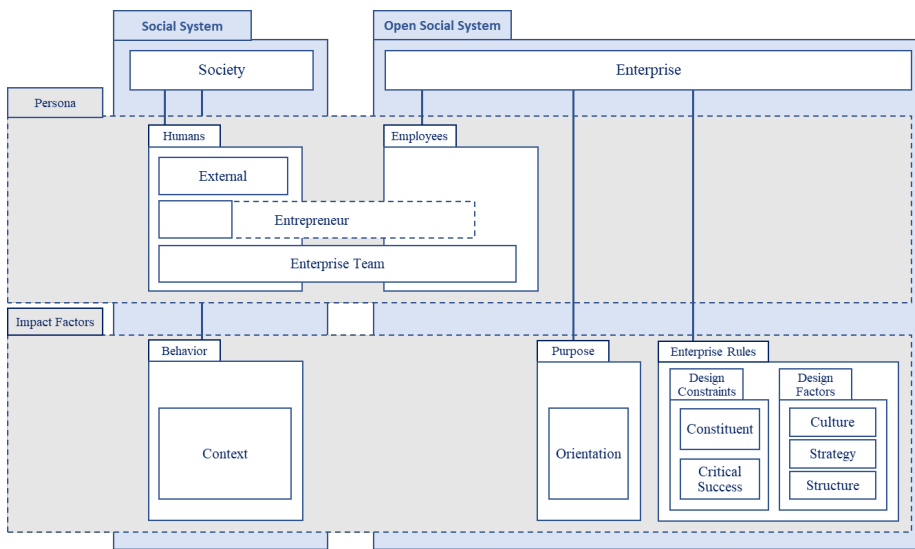 Social System
Open Social System
Society
Enterprise
Persona
Humans
Employees
External
Entrepreneur
Enterprise Team
Impact Factors
Behavior
Purpose
Enterprise Rules
Design
Constraints
Design
Factors
Context
Orientation
Constituent
Critical
Success
Culture
Strategy
Structure